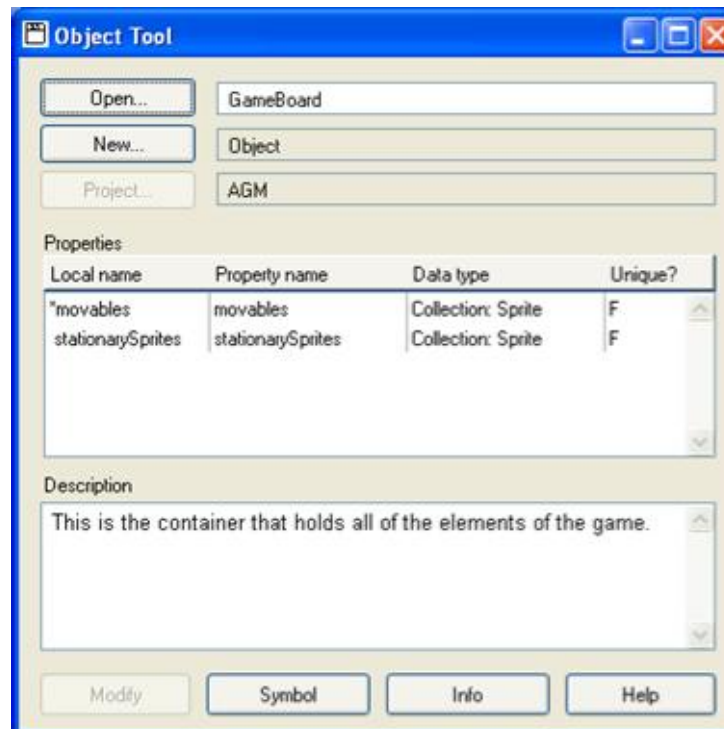 Object Tool
Open... GameBoard
New... Object
Project... AGM
Properties
Local name Property name Data type Unique?
*movables movables Collection: Sprite F
stationarySprites stationarySprites Collection: Sprite F
Description
This is the container that holds all of the elements of the game.
Modify Symbol Info Help